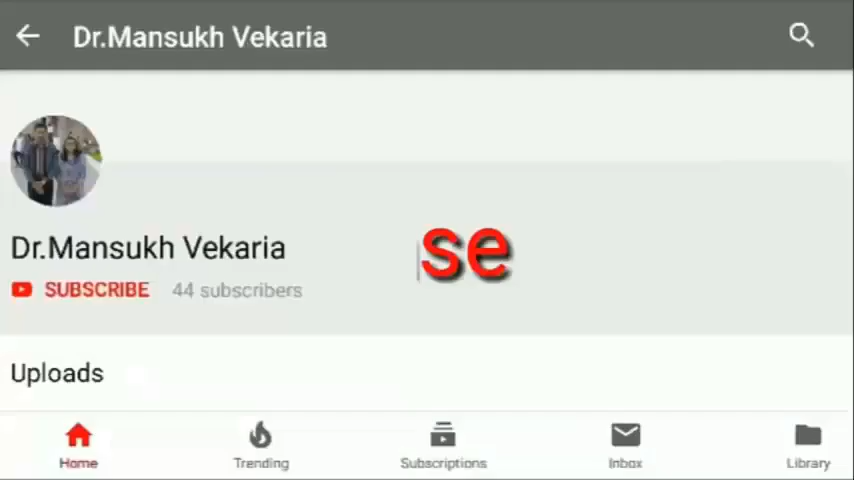 Dr.Mansukh Vekaria
Dr.Mansukh Vekaria
se
SUBSCRIBE 44 subscribers
Uploads
Home Trending Subscriptions Inbox Library